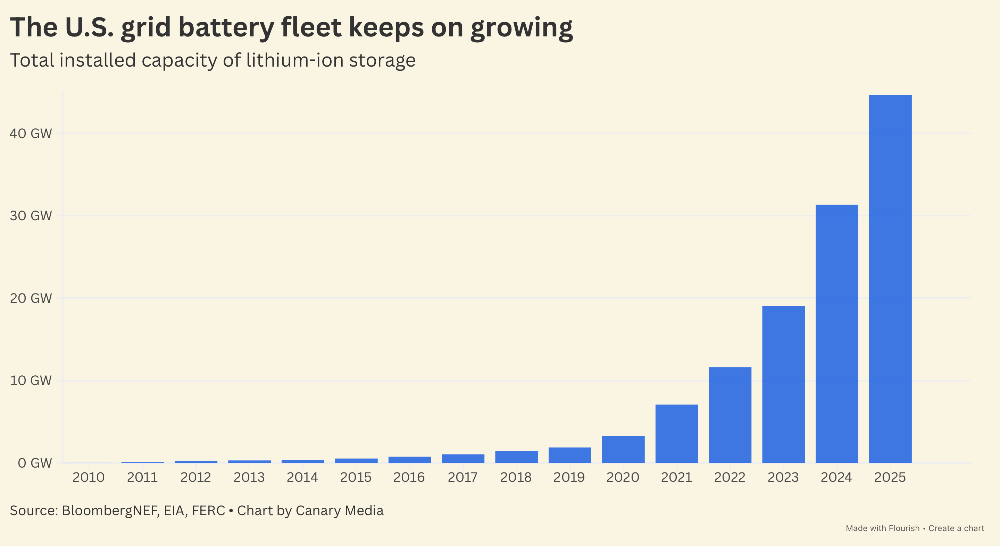 The U.S. grid battery fleet keeps on growing
Total installed capacity of lithium-ion storage
40 GW
30 GW
20 GW
10 GW
0 GW
2010 2011 2012 2013 2014 2015 2016 2017 2018 2019 2020 2021 2022 2023 2024 2025
Source: BloombergNEF, EIA, FERC • Chart by Canary Media
Made with Flourish • Create a chart